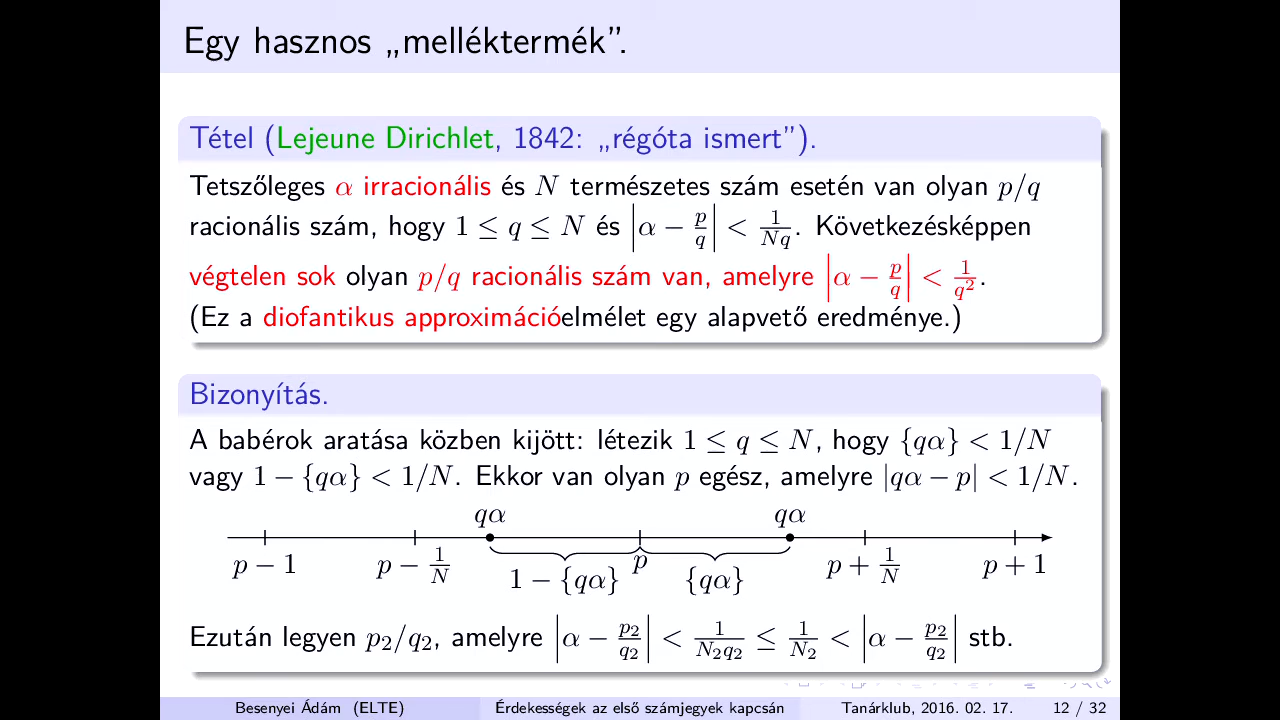 Egy hasznos „melléktermék”.
Tétel (Lejeune Dirichlet, 1842: „régóta ismert”).
Tetszőleges α irracionális és N természetes szám esetén van olyan p/q
racionális szám, hogy 1 ≤ q ≤ N és |α − p/q| < 1/Nq. Következésképpen
végtelen sok olyan p/q racionális szám van, amelyre |α − p/q| < 1/q².
(Ez a diofantikus approximációelmélet egy alapvető eredménye.)
Bizonyítás.
A babérok aratása közben kijött: létezik 1 ≤ q ≤ N, hogy {qα} < 1/N
vagy 1 − {qα} < 1/N. Ekkor van olyan p egész, amelyre |qα − p| < 1/N.
qα qα
p − 1 p − 1/N p p + 1/N p + 1
1 − {qα} {qα}
Ezután legyen p₂/q₂, amelyre |α − p₂/q₂| < 1/N₂q₂ ≤ 1/N₂ < |α − p₂/q₂| stb.
Besenyei Ádám (ELTE) Érdekességek az első számjegyek kapcsán Tanárklub, 2016. 02. 17. 12 / 32